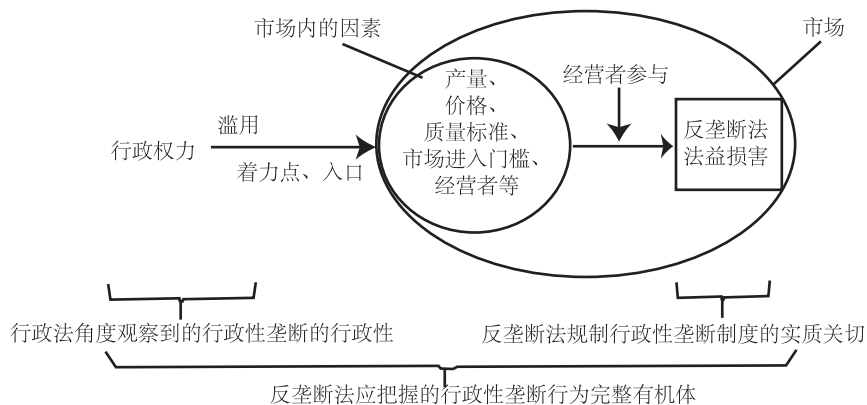 市场内的因素
市场
产量、
价格、
质量标准、
市场进入门槛、
经营者等
经营者参与
反垄断法
法益损害
行政权力
滥用
着力点、入口
行政法角度观察到的行政性垄断的行政性
反垄断法规制行政性垄断制度的实质关切
反垄断法应把握的行政性垄断行为完整有机体